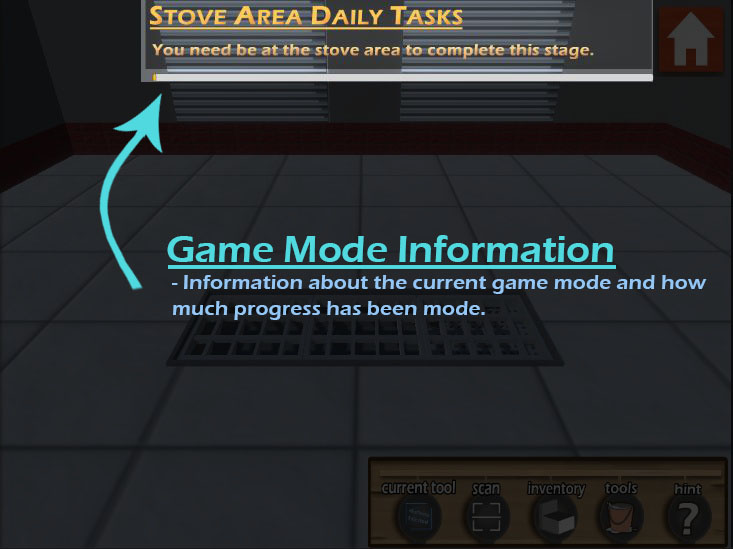 STOVE AREA DAILY TASKS
You need be at the stove area to complete this stage.
Game Mode Information
- Information about the current game mode and how
much progress has been mode.
current tool scan inventory tools hint
?